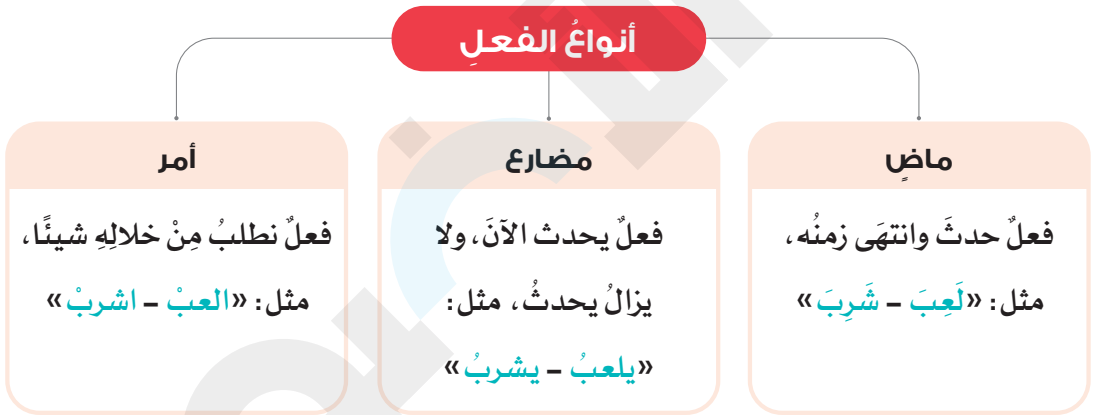 أنواعُ الفعلِ
ماضٍ
فعلٌ حدثَ وانتهَى زمنُه،
مثل: «لَعِبَ – شَرِبَ»
مضارع
فعلٌ يحدث الآنَ، ولا
يزالُ يحدثُ، مثل:
«يلعبُ – يشربُ»
أمر
فعلٌ نطلبُ مِنْ خلالِهِ شيئًا،
مثل: «العبْ – اشربْ»